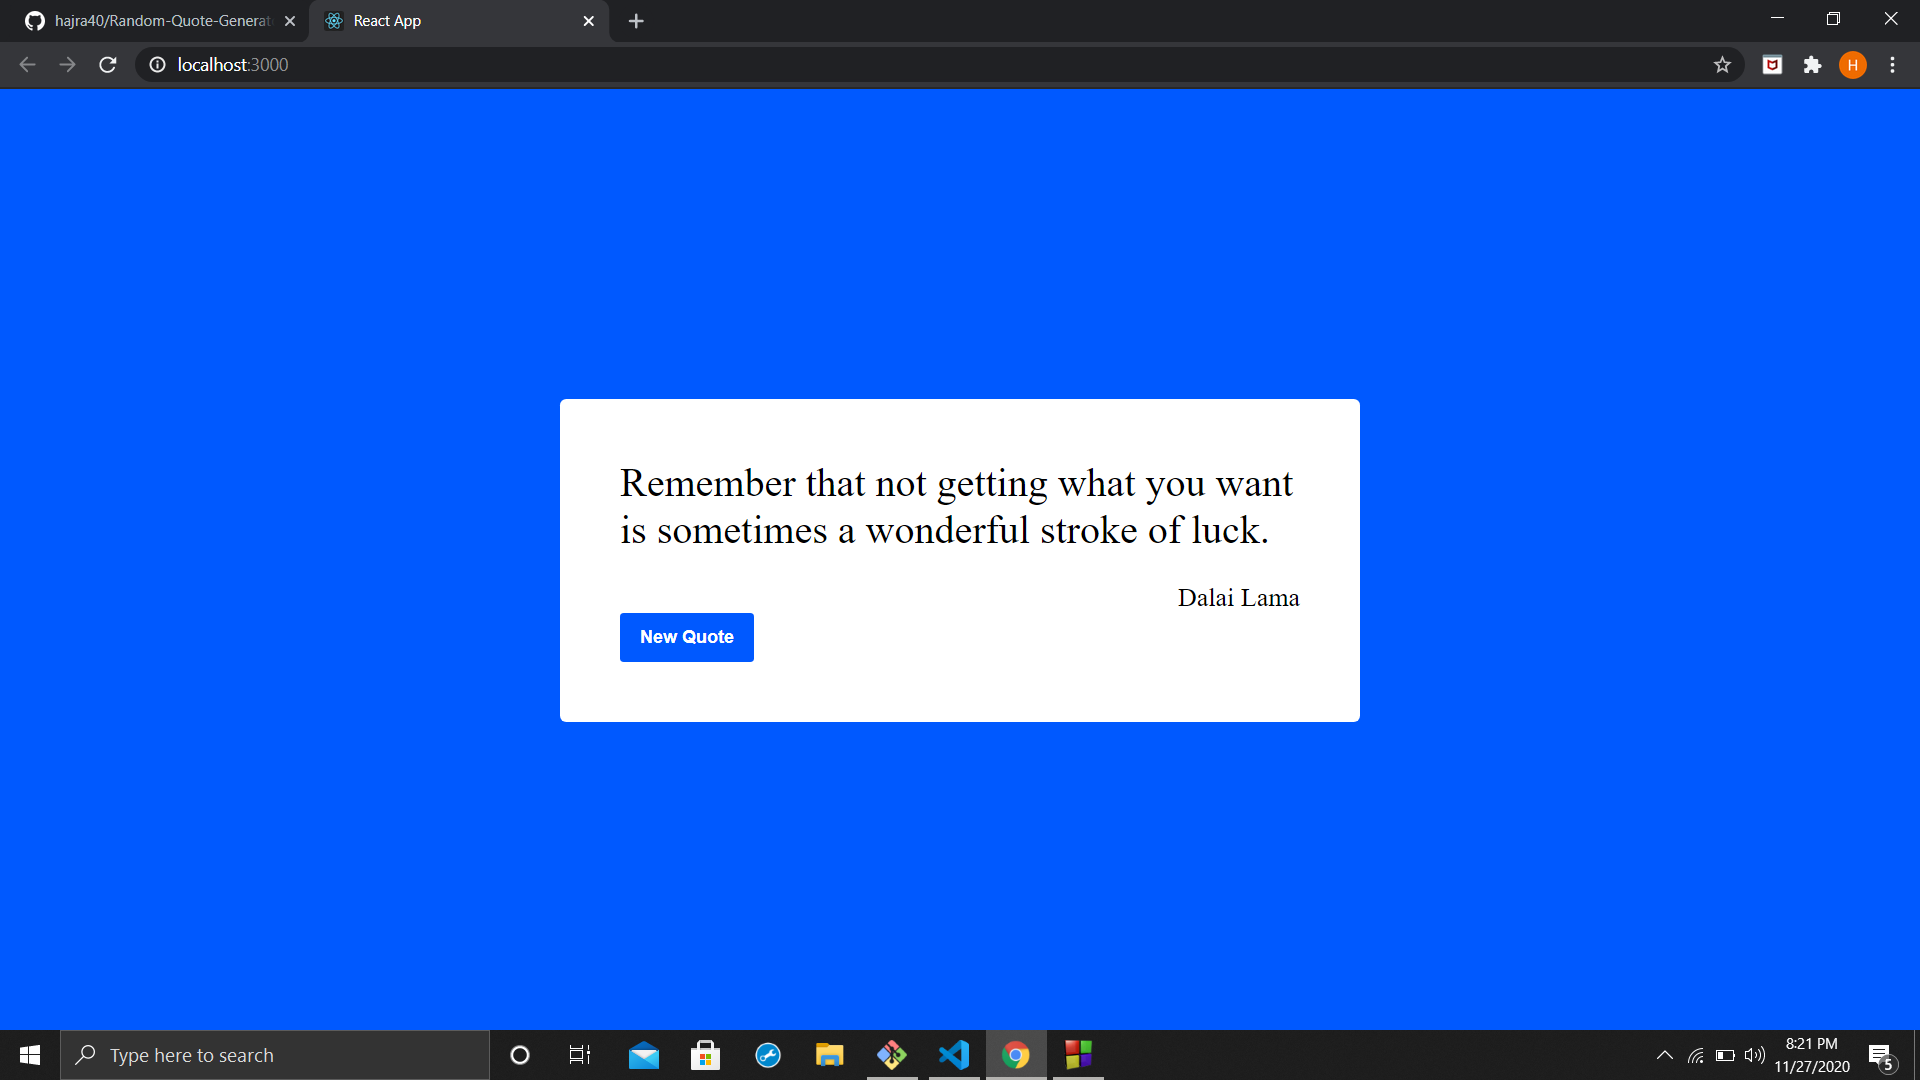 hajra40/Random-Quote-Generat
React App
localhost:3000
H
Remember that not getting what you want
is sometimes a wonderful stroke of luck.
Dalai Lama
New Quote
Type here to search
8:21 PM
11/27/2020
5